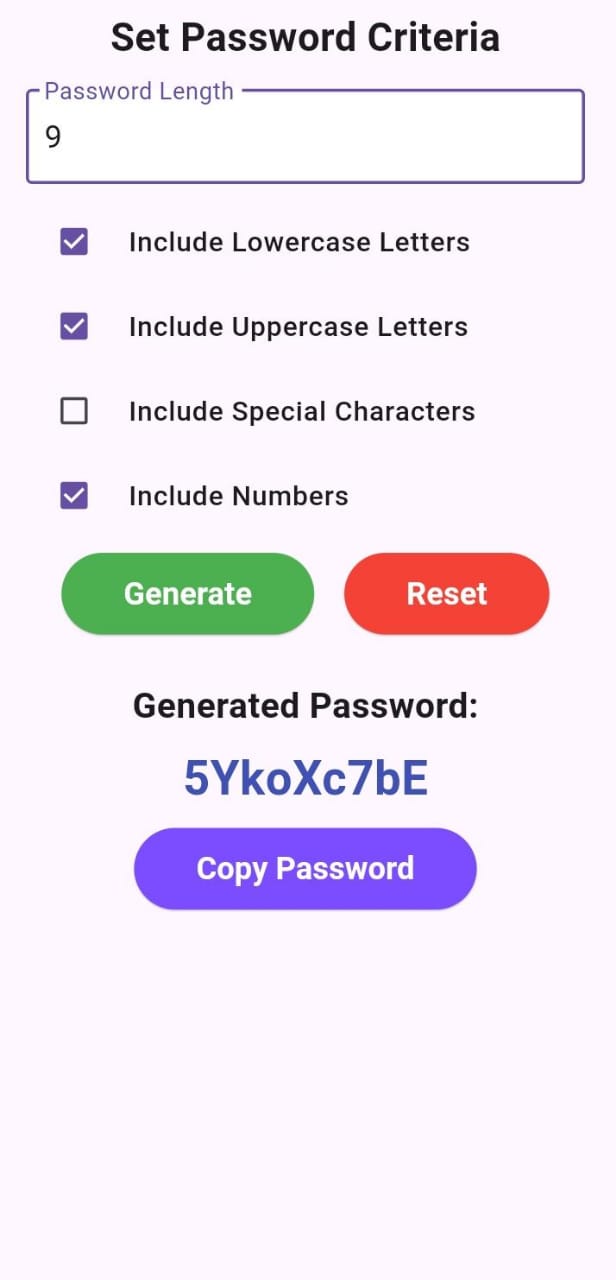 Set Password Criteria
Password Length
9
Include Lowercase Letters
Include Uppercase Letters
Include Special Characters
Include Numbers
Generate Reset
Generated Password:
5YkoXc7bE
Copy Password